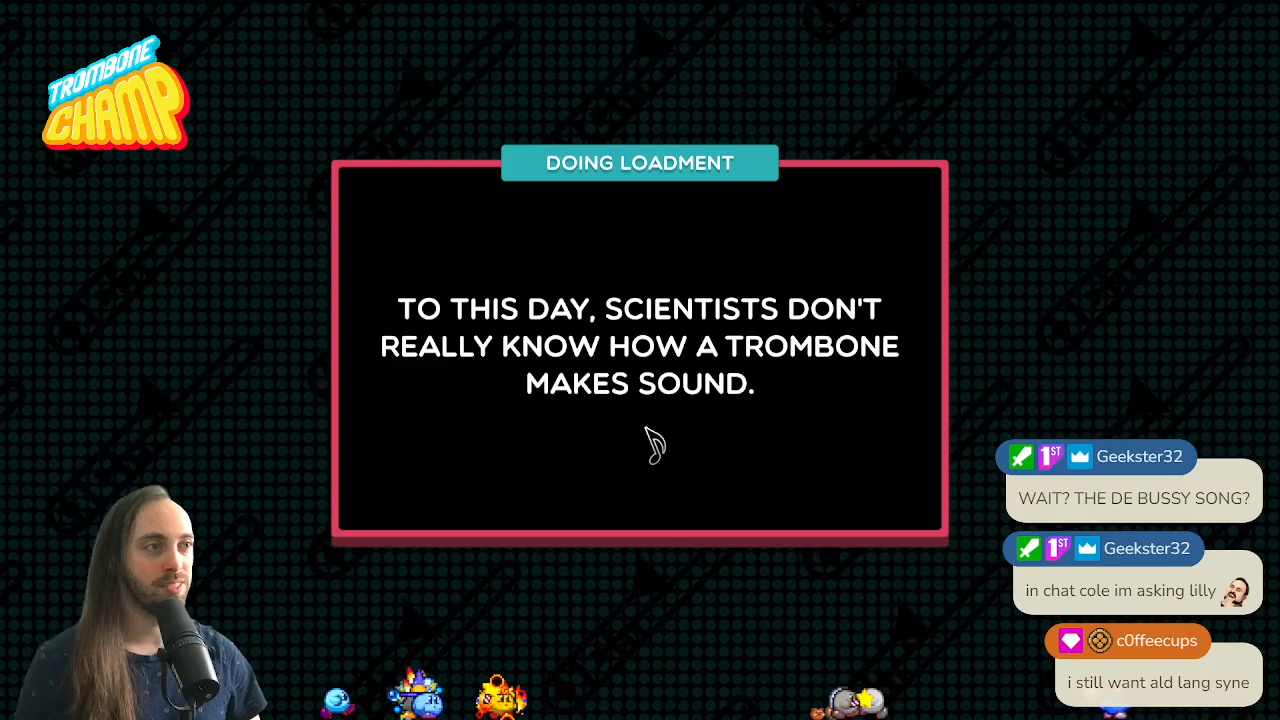 TROMBONE
CHAMP
DOING LOADMENT
TO THIS DAY, SCIENTISTS DON'T
REALLY KNOW HOW A TROMBONE
MAKES SOUND.
1ST Geekster32
WAIT? THE DE BUSSY SONG?
1ST Geekster32
in chat cole im asking lilly
c0ffeecups
i still want ald lang syne